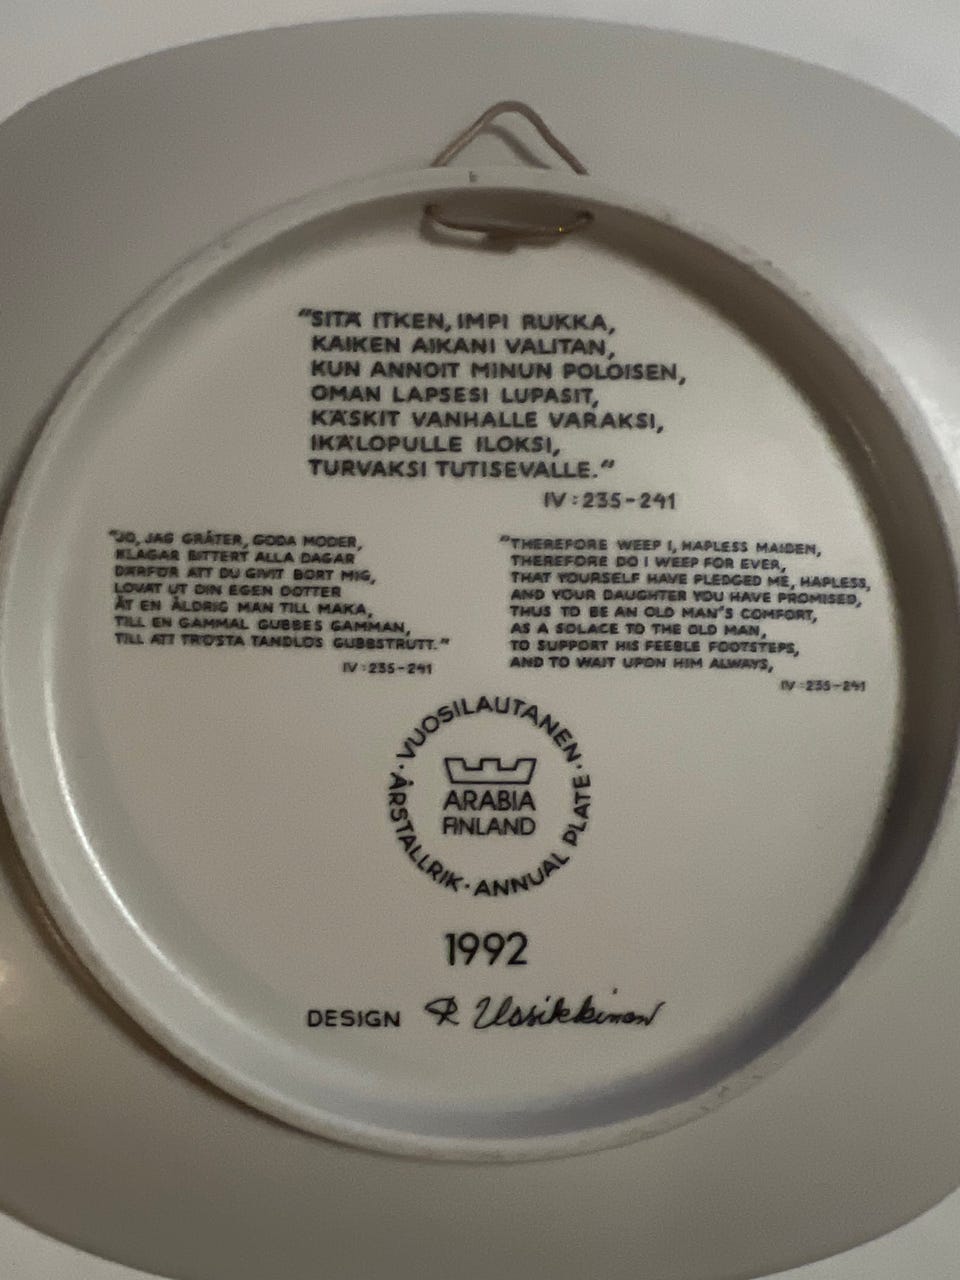 "SITÄ ITKEN, IMPI RUKKA,
KAIKEN AIKANI VALITAN,
KUN ANNOIT MINUN POLOISEN,
OMAN LAPSESI LUPASIT,
KÄSKIT VANHALLE VARAKSI,
IKÄLOPULLE ILOKSI,
TURVAKSI TUTISEVALLE."
IV:235-241
"JO, JAG GRÅTER, GODA MODER,
KLAGAR BITTERT ALLA DAGAR
DÄRFÖR ATT DU GIVIT BORT MIG,
LOVAT UT DIN EGEN DOTTER
ÅT EN ÅLDRIG MAN TILL MAKA,
TILL EN GAMMAL GUBBES GAMMAN,
TILL ATT TRÖSTA TANDLÖS GUBBSTRUTT."
IV:235-241
"THEREFORE WEEP I, HAPLESS MAIDEN,
THEREFORE DO I WEEP FOR EVER,
THAT YOURSELF HAVE PLEDGED ME, HAPLESS,
AND YOUR DAUGHTER YOU HAVE PROMISED,
THUS TO BE AN OLD MAN'S COMFORT,
AS A SOLACE TO THE OLD MAN,
TO SUPPORT HIS FEEBLE FOOTSTEPS,
AND TO WAIT UPON HIM ALWAYS,
IV:235-241
· VUOSILAUTANEN ·
ARABIA
FINLAND
ÅRSTALLRIK · ANNUAL PLATE
1992
DESIGN R Uosikkinen